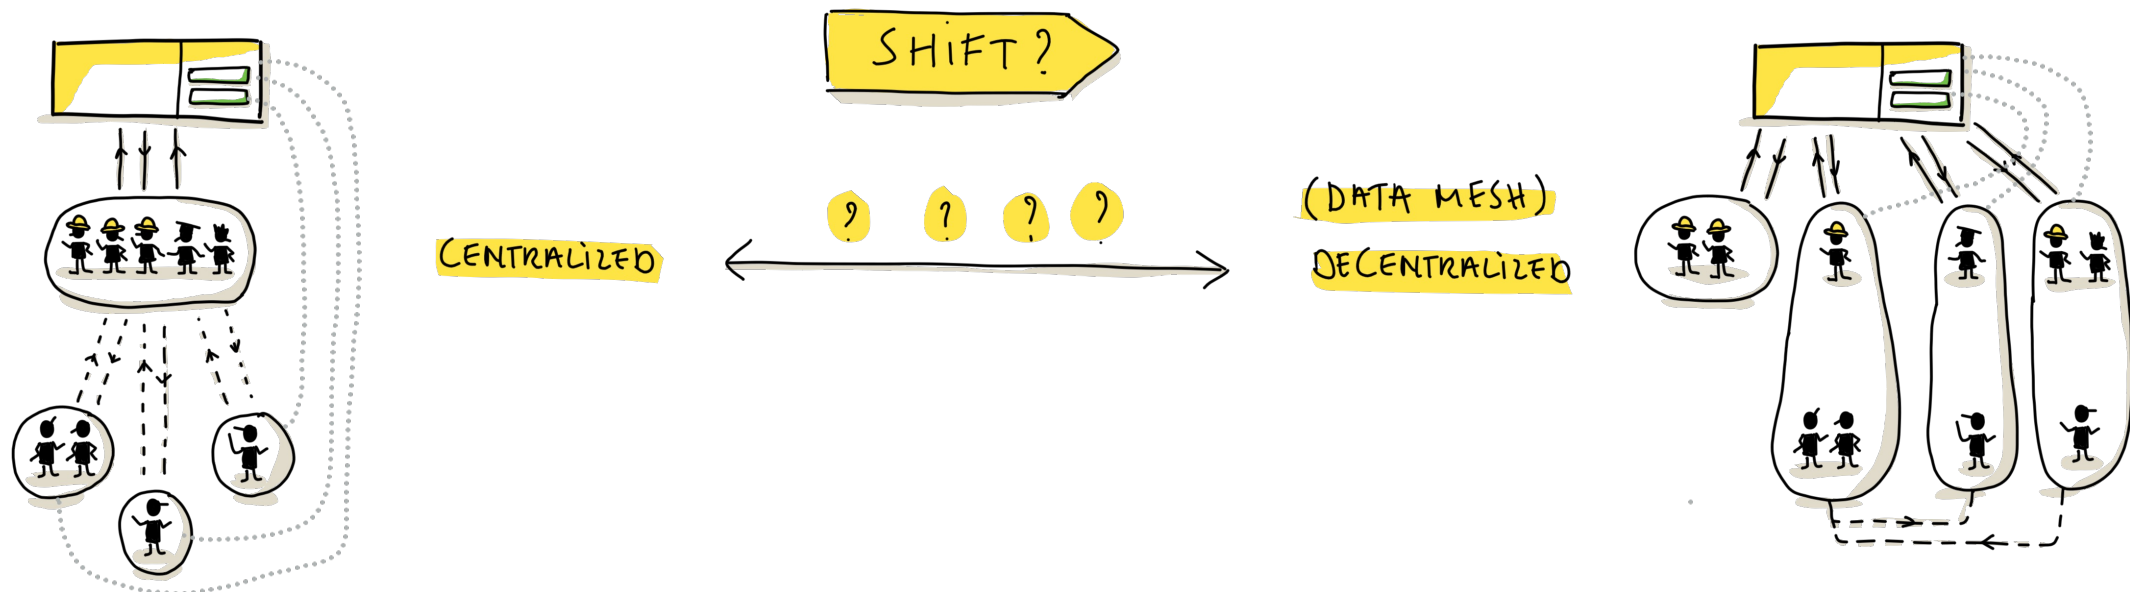 SHiFT?
? ? ? ?
CENTRALiZED
(DATA MESH)
DECENTRALiZED